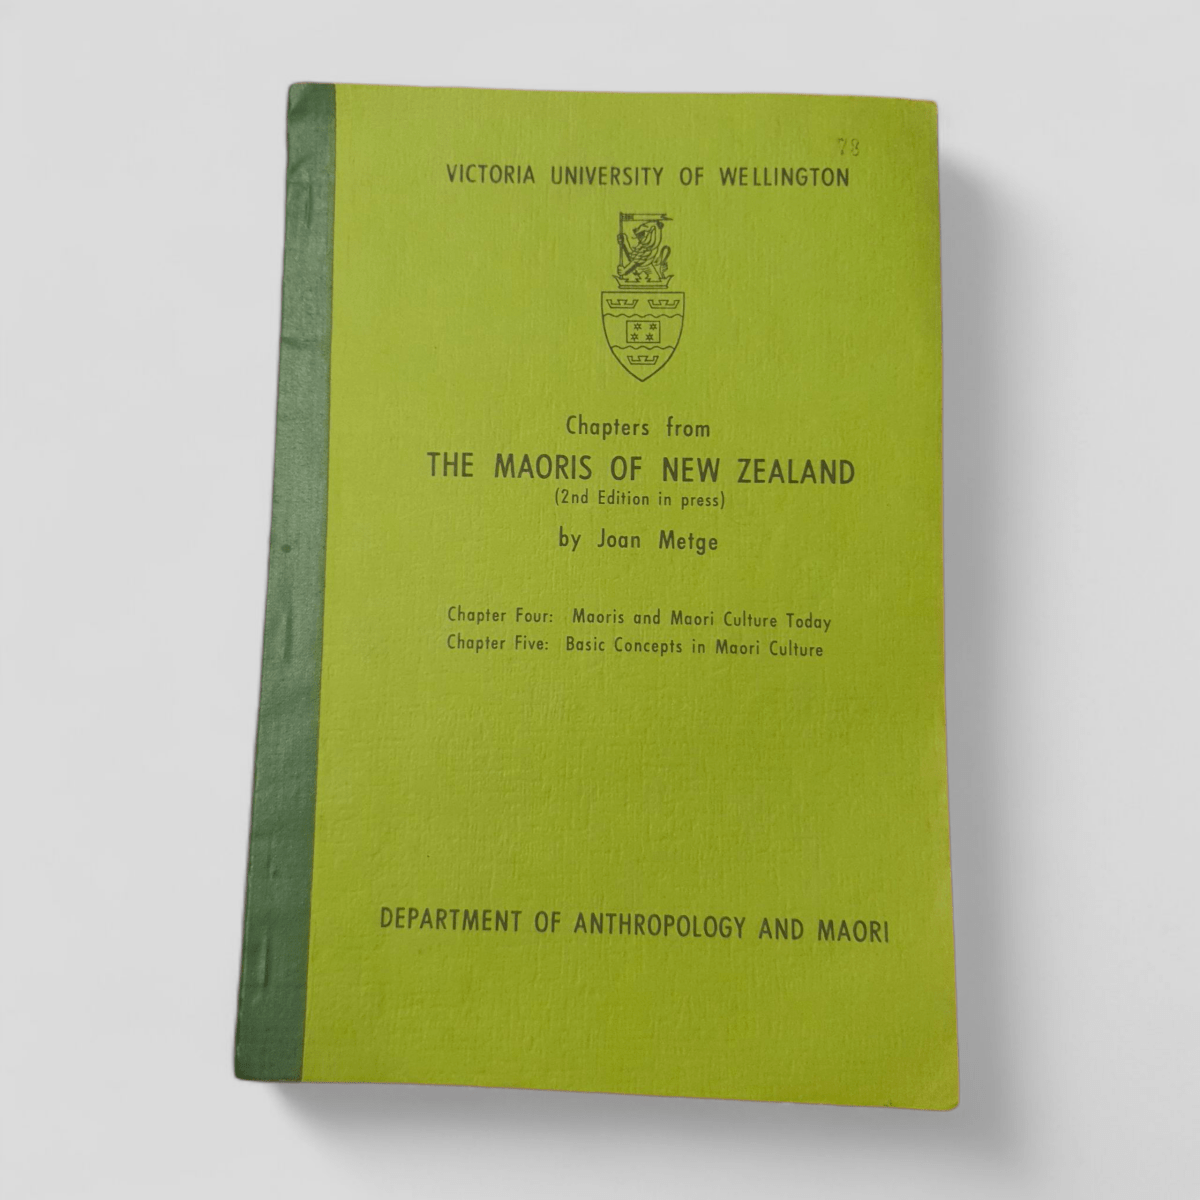 78
VICTORIA UNIVERSITY OF WELLINGTON
Chapters from
THE MAORIS OF NEW ZEALAND
(2nd Edition in press)
by Joan Metge
Chapter Four: Maoris and Maori Culture Today
Chapter Five: Basic Concepts in Maori Culture
DEPARTMENT OF ANTHROPOLOGY AND MAORI